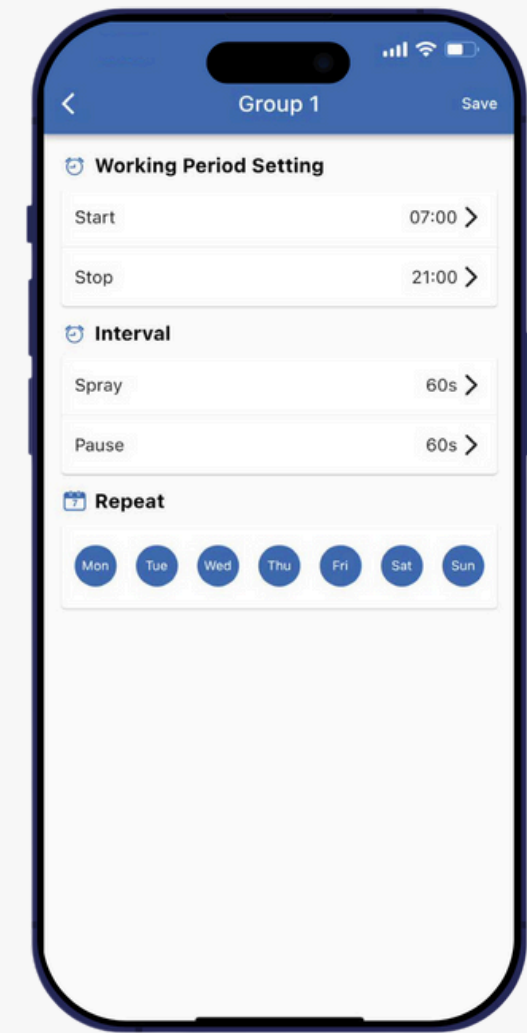 Group 1 Save
Working Period Setting
Start 07:00
Stop 21:00
Interval
Spray 60s
Pause 60s
7 Repeat
Mon Tue Wed Thu Fri Sat Sun